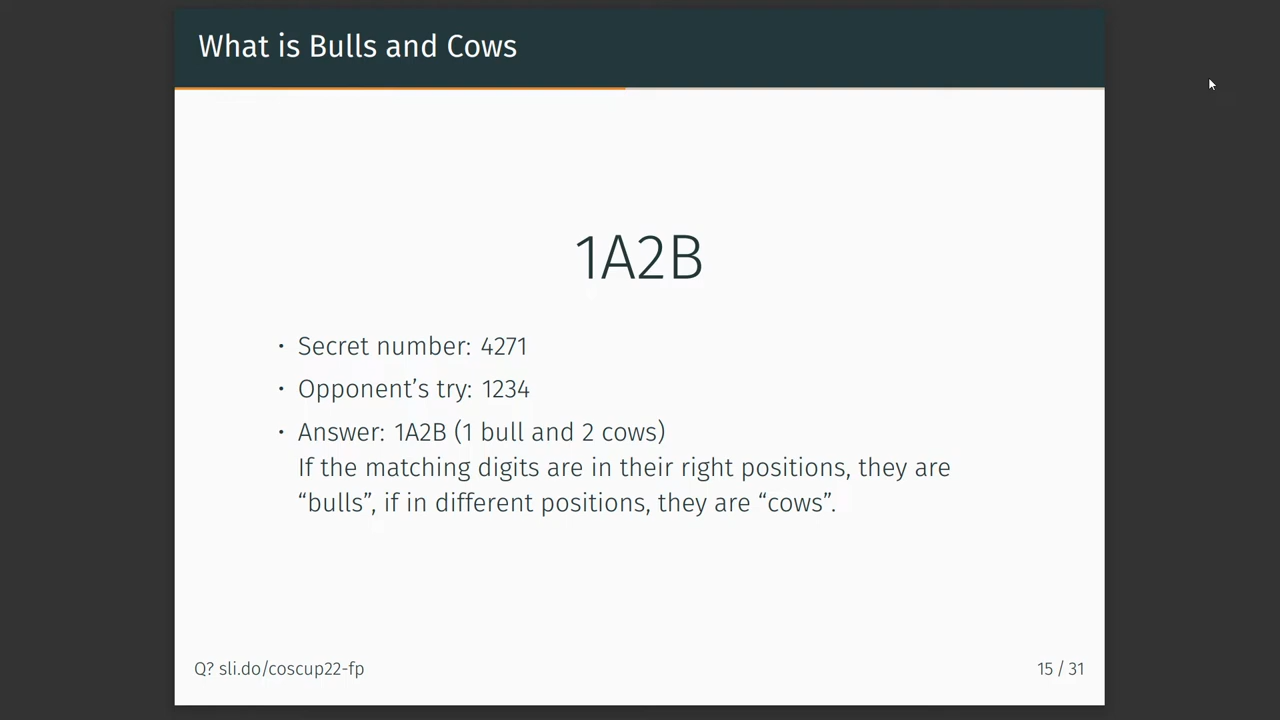 What is Bulls and Cows
1A2B
• Secret number: 4271
• Opponent’s try: 1234
• Answer: 1A2B (1 bull and 2 cows)
If the matching digits are in their right positions, they are
“bulls”, if in different positions, they are “cows”.
Q? sli.do/coscup22-fp
15 / 31